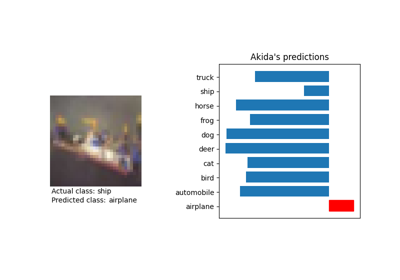 Akida's predictions
truck
ship
horse
frog
dog
deer
cat
bird
automobile
airplane
Actual class: ship
Predicted class: airplane